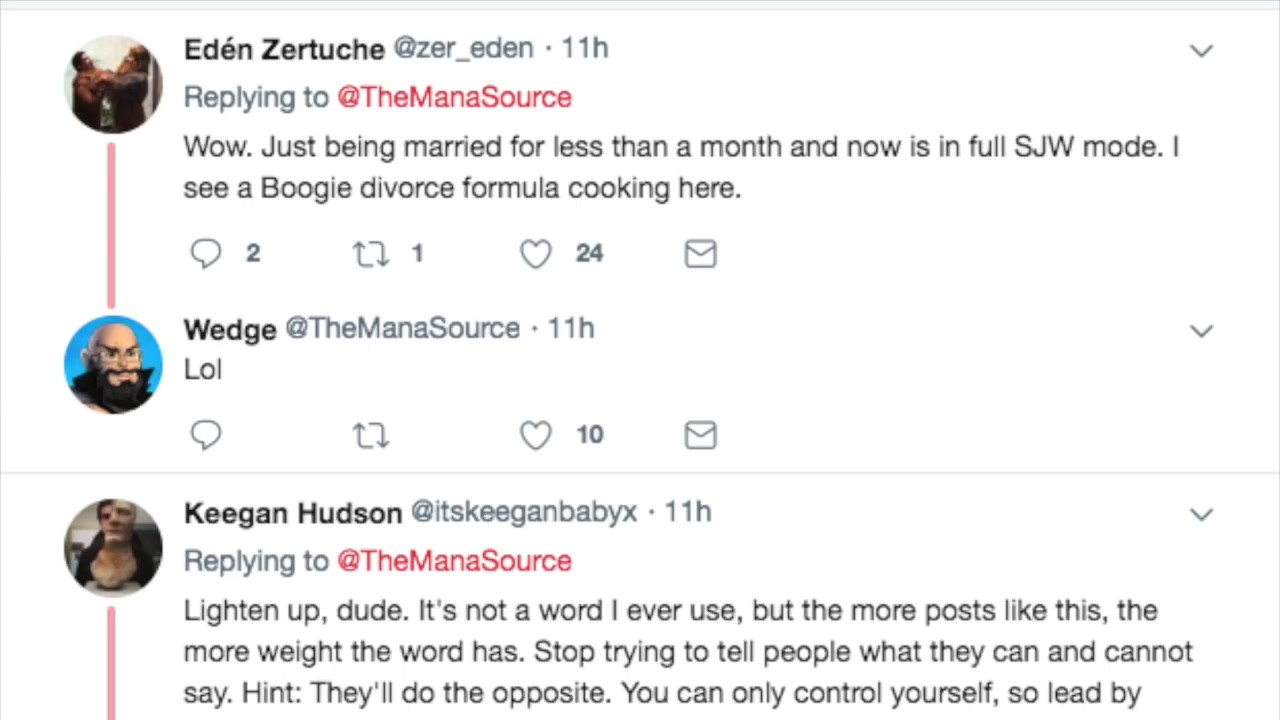 Edén Zertuche @zer_eden · 11h
Replying to @TheManaSource
Wow. Just being married for less than a month and now is in full SJW mode. I
see a Boogie divorce formula cooking here.
2 1 24
Wedge @TheManaSource · 11h
Lol
10
Keegan Hudson @itskeeganbabyx · 11h
Replying to @TheManaSource
Lighten up, dude. It's not a word I ever use, but the more posts like this, the
more weight the word has. Stop trying to tell people what they can and cannot
say. Hint: They'll do the opposite. You can only control yourself, so lead by